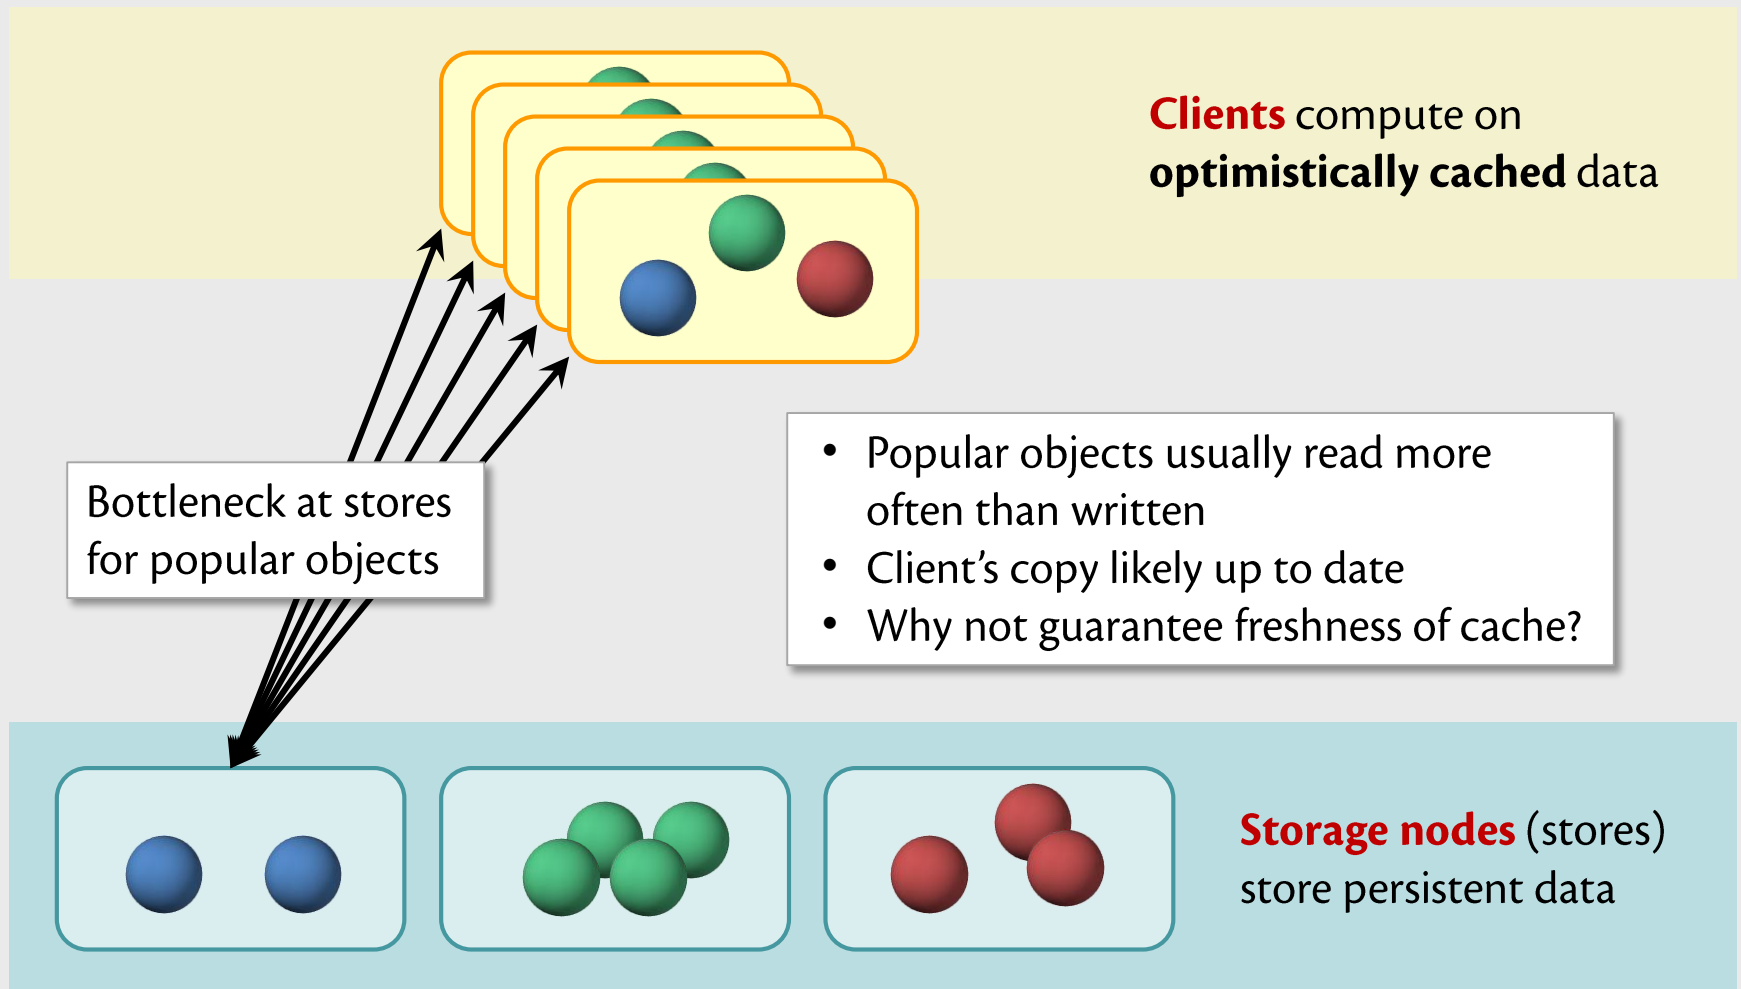 Clients compute on
optimistically cached data
Bottleneck at stores
for popular objects
• Popular objects usually read more
often than written
• Client’s copy likely up to date
• Why not guarantee freshness of cache?
Storage nodes (stores)
store persistent data